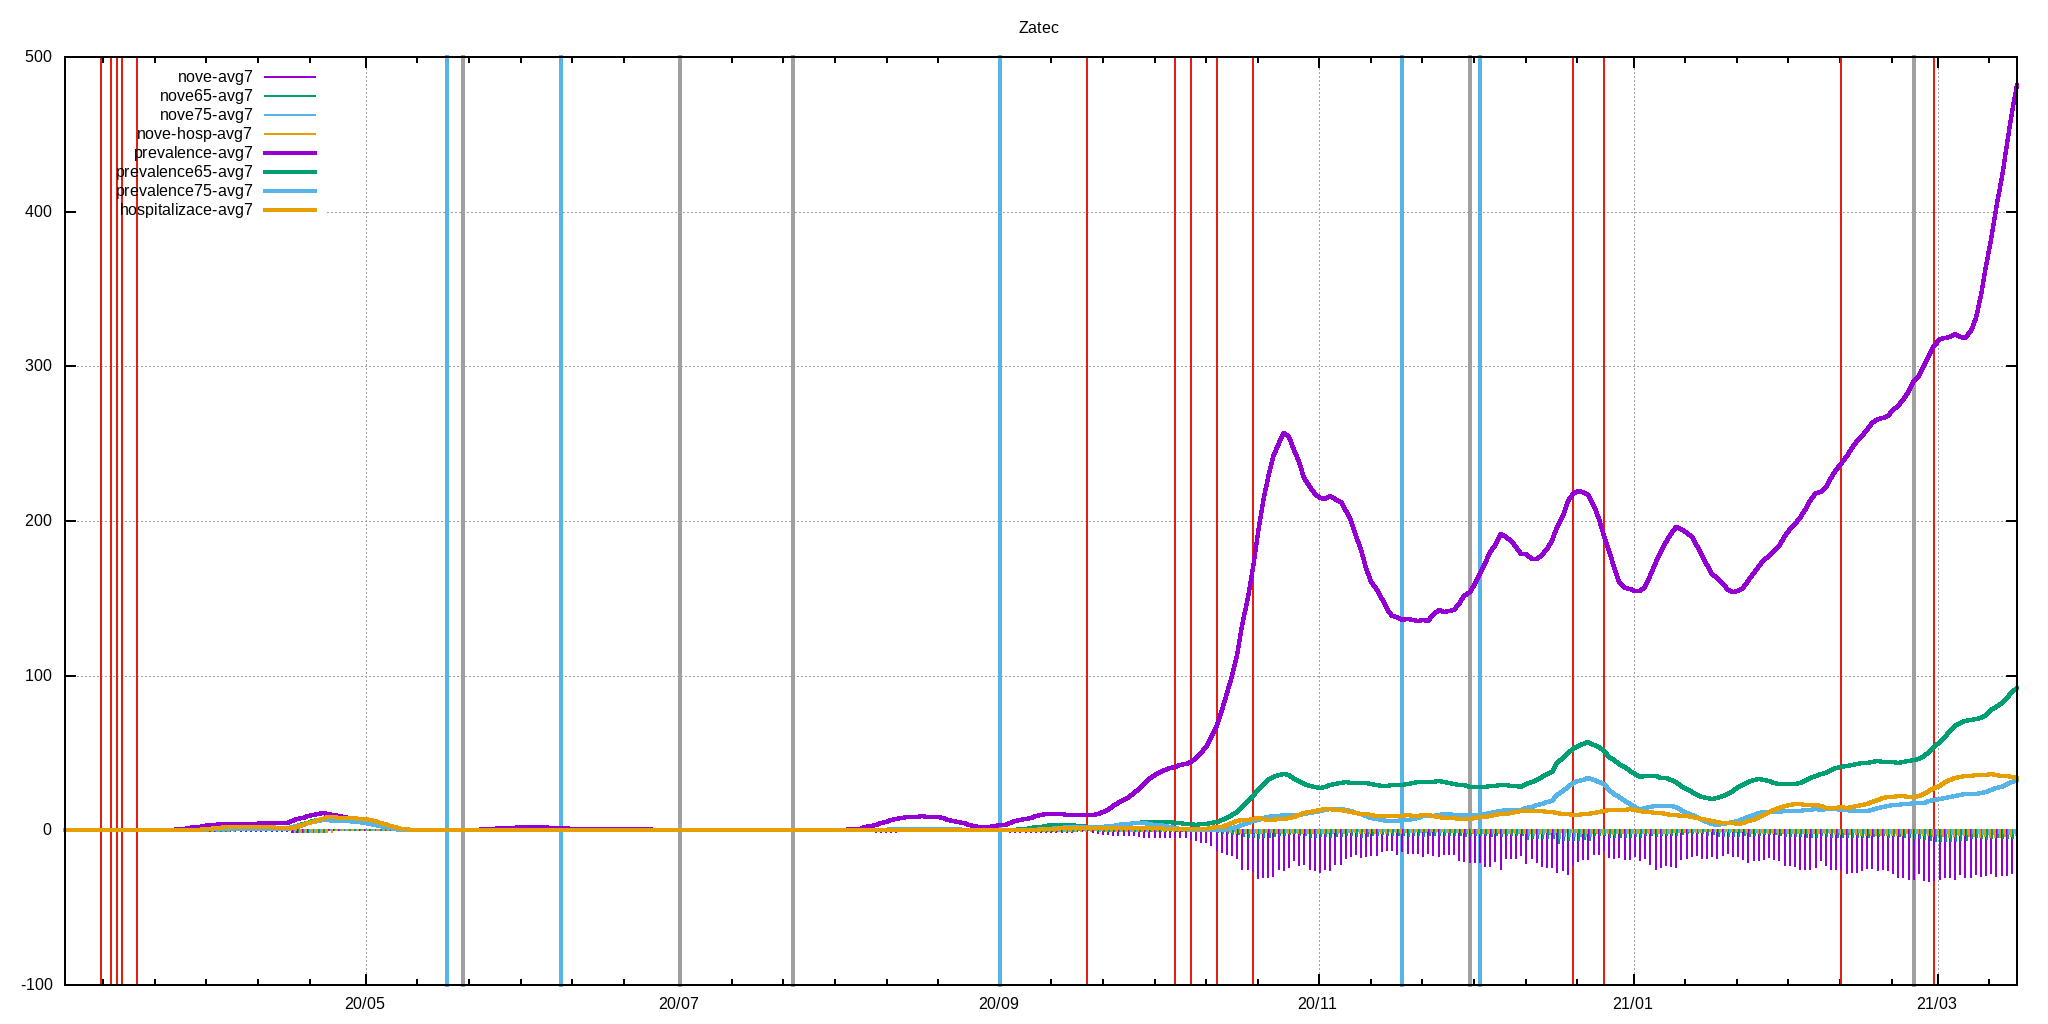 Zatec
500
400
300
200
100
0
-100
nove-avg7
nove65-avg7
nove75-avg7
nove-hosp-avg7
prevalence-avg7
prevalence65-avg7
prevalence75-avg7
hospitalizace-avg7
20/05
20/07
20/09
20/11
21/01
21/03